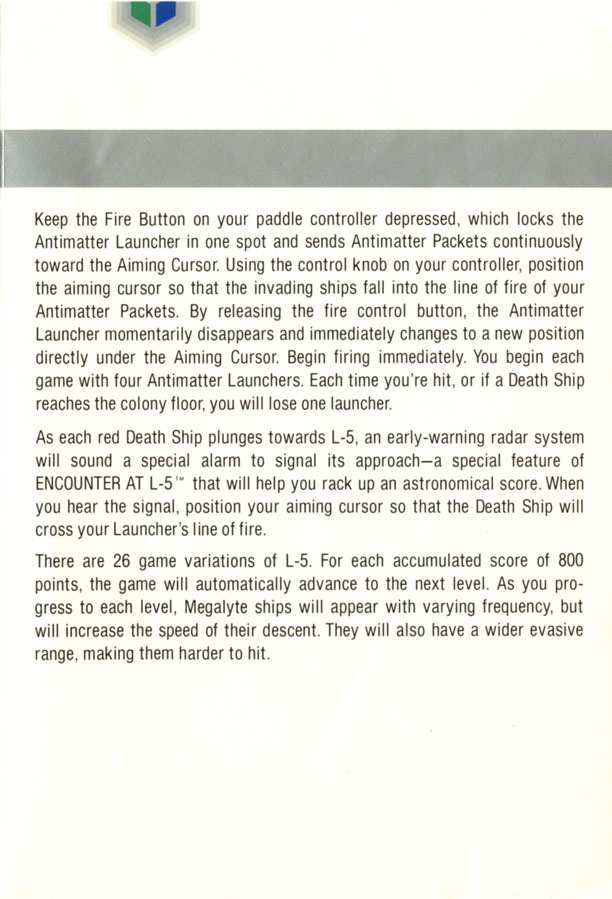 Keep the Fire Button on your paddle controller depressed, which locks the
Antimatter Launcher in one spot and sends Antimatter Packets continuously
toward the Aiming Cursor. Using the control knob on your controller, position
the aiming cursor so that the invading ships fall into the line of fire of your
Antimatter Packets. By releasing the fire control button, the Antimatter
Launcher momentarily disappears and immediately changes to a new position
directly under the Aiming Cursor. Begin firing immediately. You begin each
game with four Antimatter Launchers. Each time you're hit, or if a Death Ship
reaches the colony floor, you will lose one launcher.
As each red Death Ship plunges towards L-5, an early-warning radar system
will sound a special alarm to signal its approach—a special feature of
ENCOUNTER AT L-5™ that will help you rack up an astronomical score. When
you hear the signal, position your aiming cursor so that the Death Ship will
cross your Launcher's line of fire.
There are 26 game variations of L-5. For each accumulated score of 800
points, the game will automatically advance to the next level. As you pro-
gress to each level, Megalyte ships will appear with varying frequency, but
will increase the speed of their descent. They will also have a wider evasive
range, making them harder to hit.